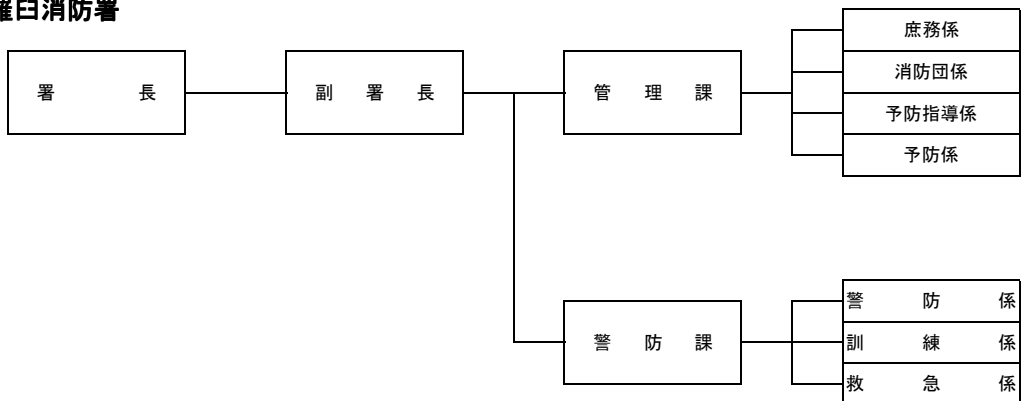 羅臼消防署
署長
副署長
管理課
庶務係
消防団係
予防指導係
予防係
警防課
警防係
訓練係
救急係